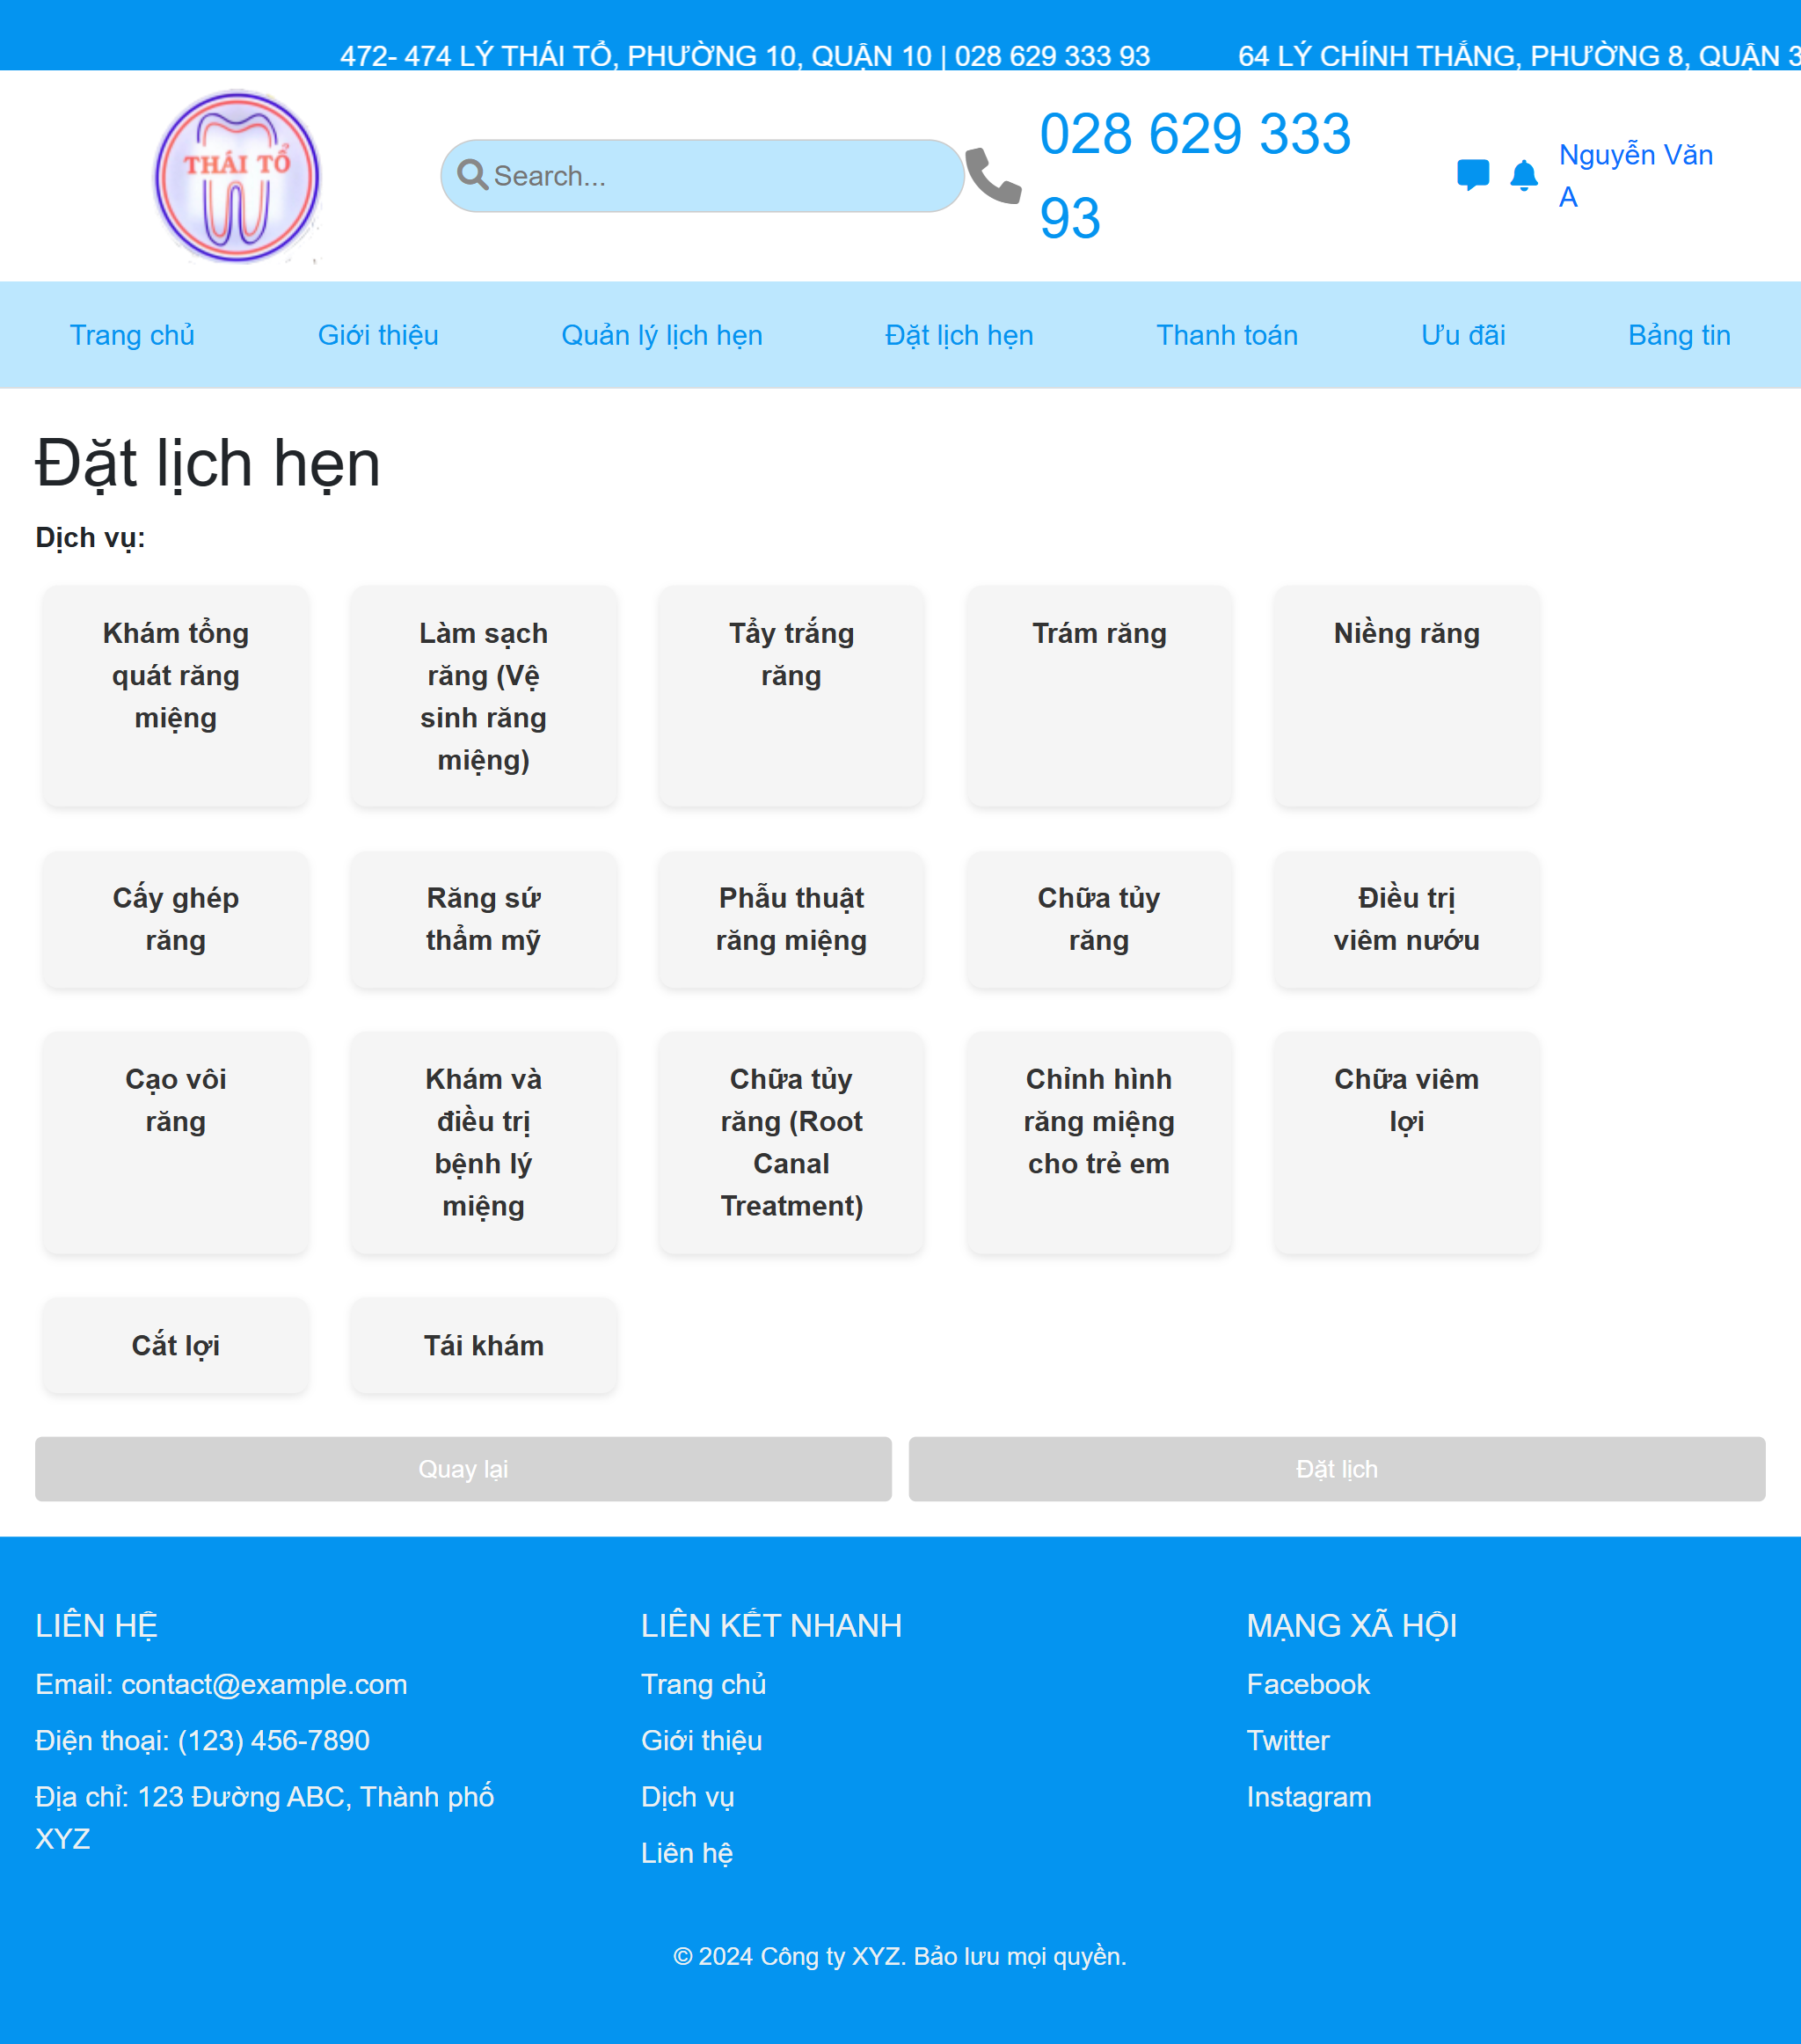 472- 474 LÝ THÁI TỔ, PHƯỜNG 10, QUẬN 10 | 028 629 333 93
64 LÝ CHÍNH THẮNG, PHƯỜNG 8, QUẬN 3
THÁI TỔ
Search...
028 629 333
93
Nguyễn Văn
A
Trang chủ
Giới thiệu
Quản lý lịch hẹn
Đặt lịch hẹn
Thanh toán
Ưu đãi
Bảng tin
Đặt lịch hẹn
Dịch vụ:
Khám tổng
quát răng
miệng
Làm sạch
răng (Vệ
sinh răng
miệng)
Tẩy trắng
răng
Trám răng
Niềng răng
Cấy ghép
răng
Răng sứ
thẩm mỹ
Phẫu thuật
răng miệng
Chữa tủy
răng
Điều trị
viêm nướu
Cạo vôi
răng
Khám và
điều trị
bệnh lý
miệng
Chữa tủy
răng (Root
Canal
Treatment)
Chỉnh hình
răng miệng
cho trẻ em
Chữa viêm
lợi
Cắt lợi
Tái khám
Quay lại
Đặt lịch
LIÊN HỆ
Email: contact@example.com
Điện thoại: (123) 456-7890
Địa chỉ: 123 Đường ABC, Thành phố
XYZ
LIÊN KẾT NHANH
Trang chủ
Giới thiệu
Dịch vụ
Liên hệ
MẠNG XÃ HỘI
Facebook
Twitter
Instagram
© 2024 Công ty XYZ. Bảo lưu mọi quyền.